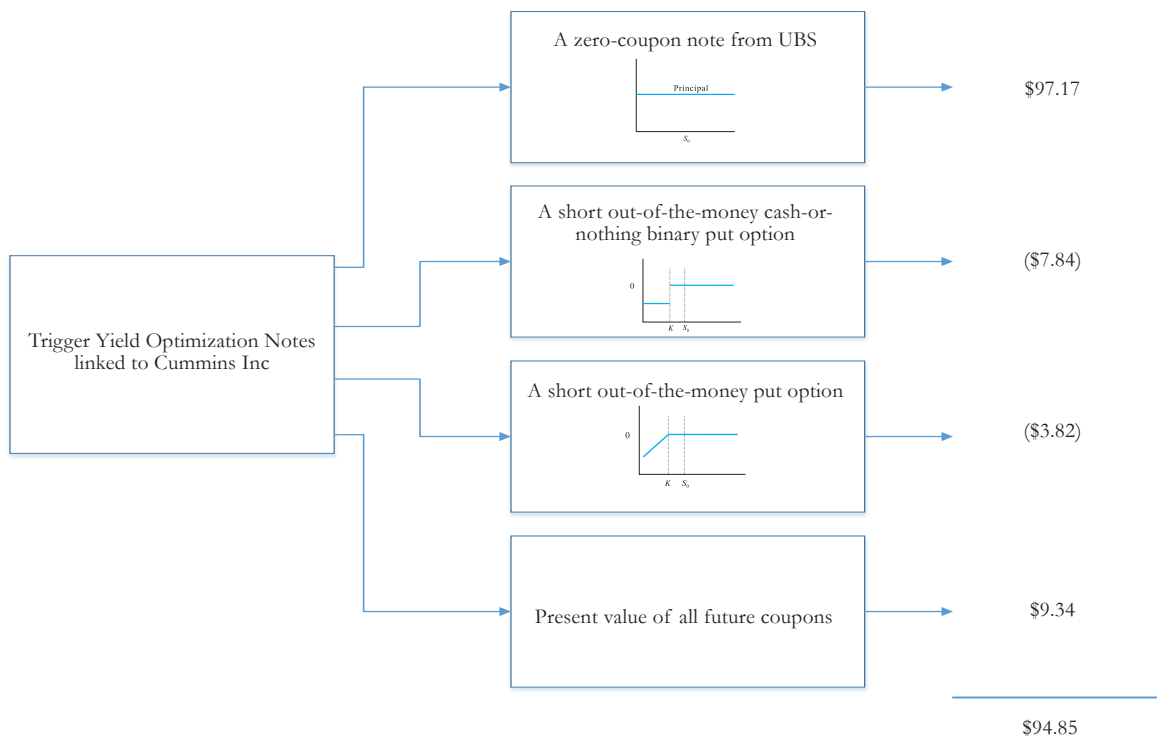 A zero-coupon note from UBS
Principal
S0
$97.17
A short out-of-the-money cash-or-
nothing binary put option
0
K
S0
($7.84)
Trigger Yield Optimization Notes
linked to Cummins Inc
A short out-of-the-money put option
0
K
S0
($3.82)
Present value of all future coupons
$9.34
$94.85